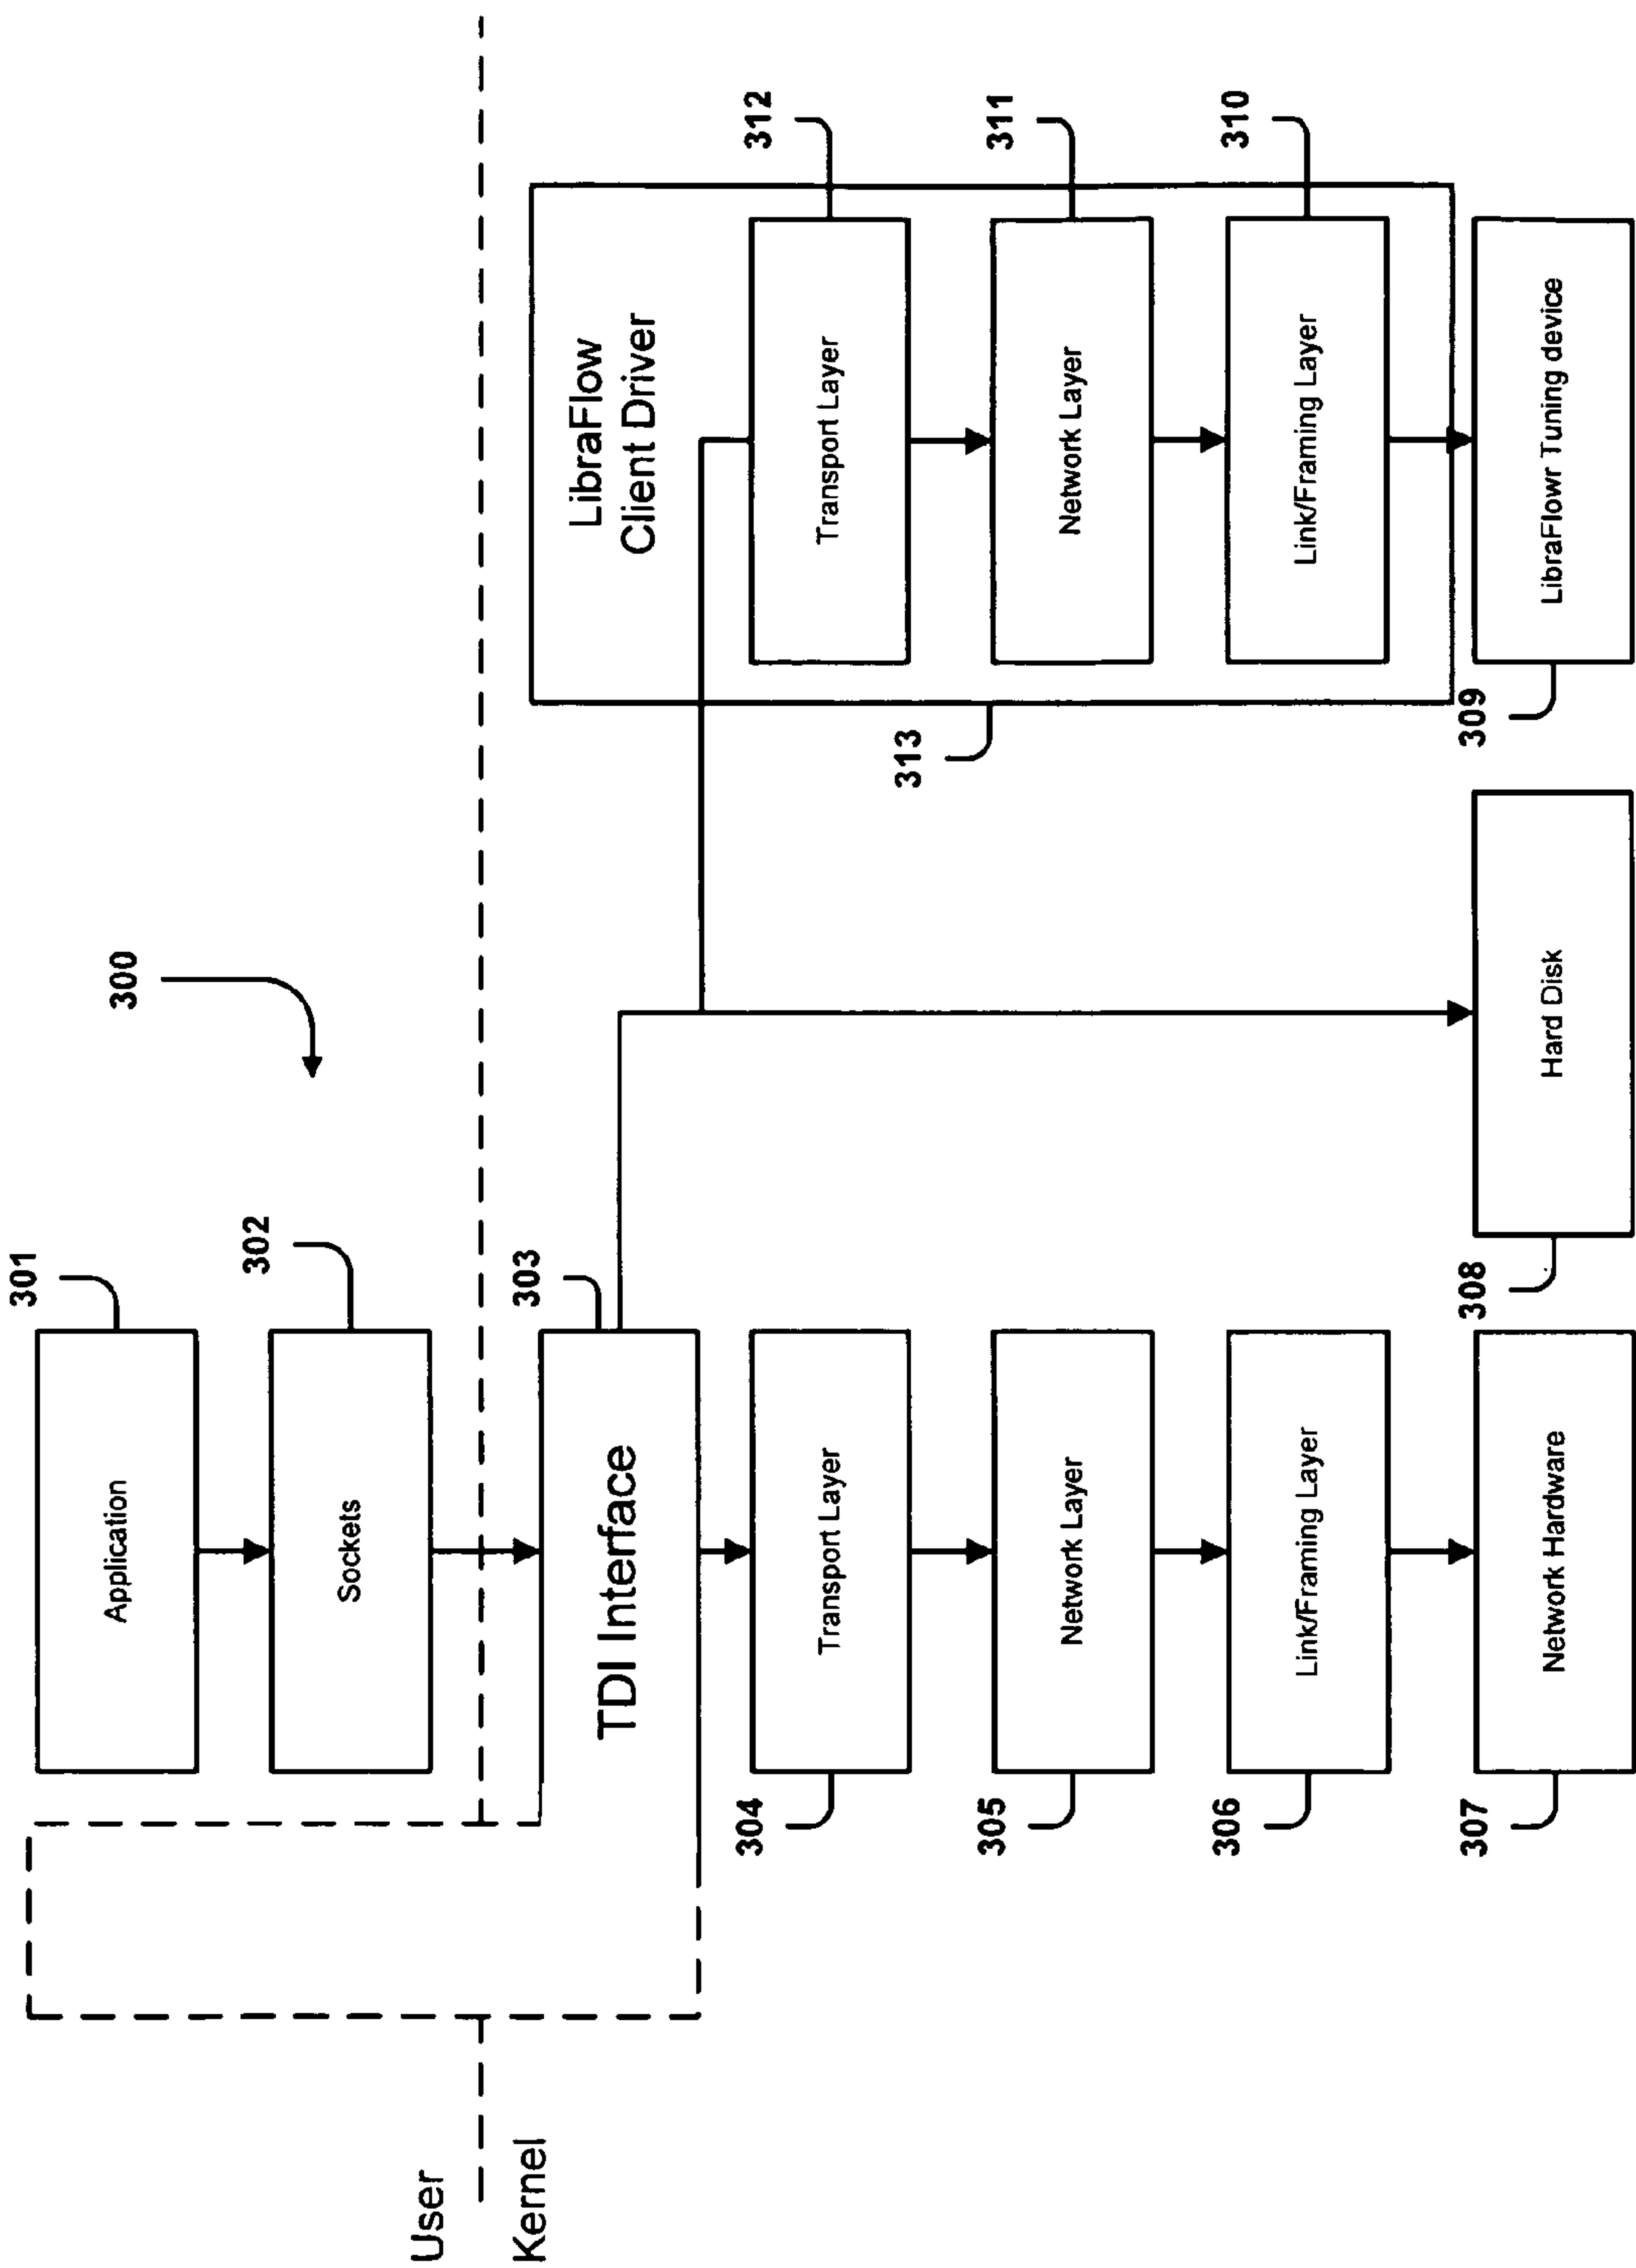 300
301
Application
302
Sockets
User
Kernel
303
TDI Interface
LibraFlow
Client Driver
304
Transport Layer
312
Transport Layer
313
305
Network Layer
311
Network Layer
306
Link/Framing Layer
310
Link/Framing Layer
307
Network Hardware
308
Hard Disk
309
LibraFlowr Tuning device